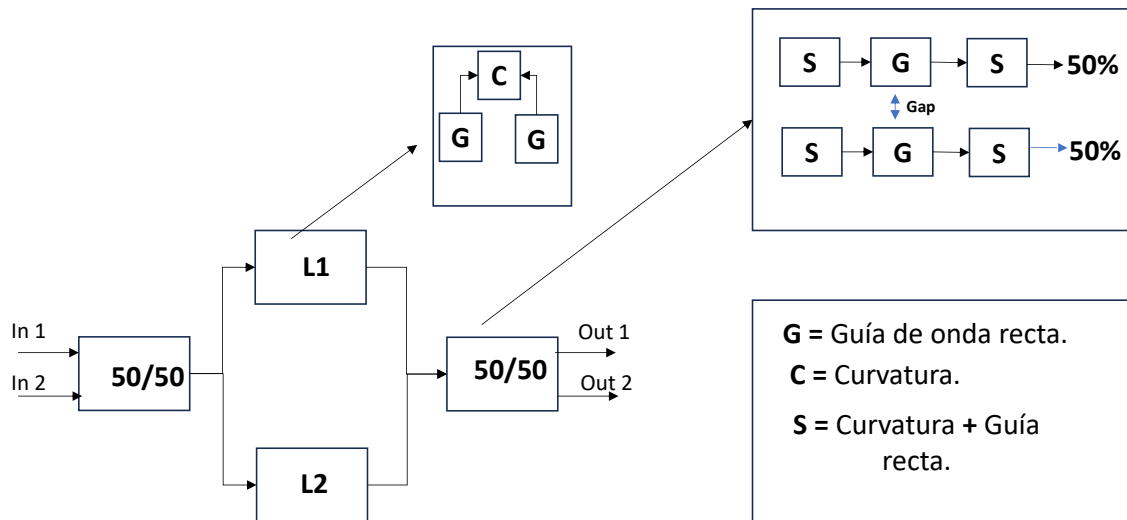 C
G
G
S
G
S
50%
Gap
S
G
S
50%
L1
In 1
In 2
50/50
50/50
Out 1
Out 2
L2
G = Guía de onda recta.
C = Curvatura.
S = Curvatura + Guía
recta.